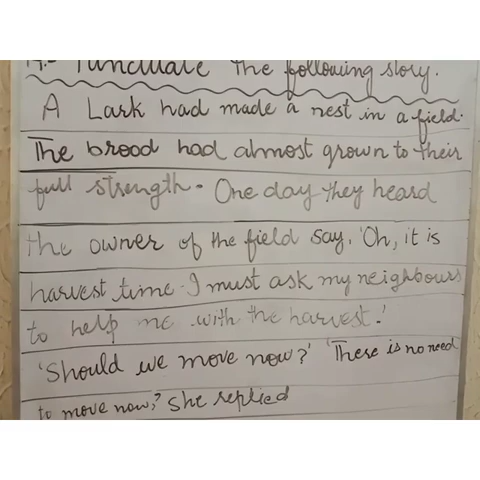 Punctuate the following story.
A Lark had made a nest in a field.
The brood had almost grown to their
full strength. One day they heard
the owner of the field say, 'Oh, it is
harvest time. I must ask my neighbours
to help me with the harvest.'
'Should we move now?' 'There is no need
to move now,' She replied